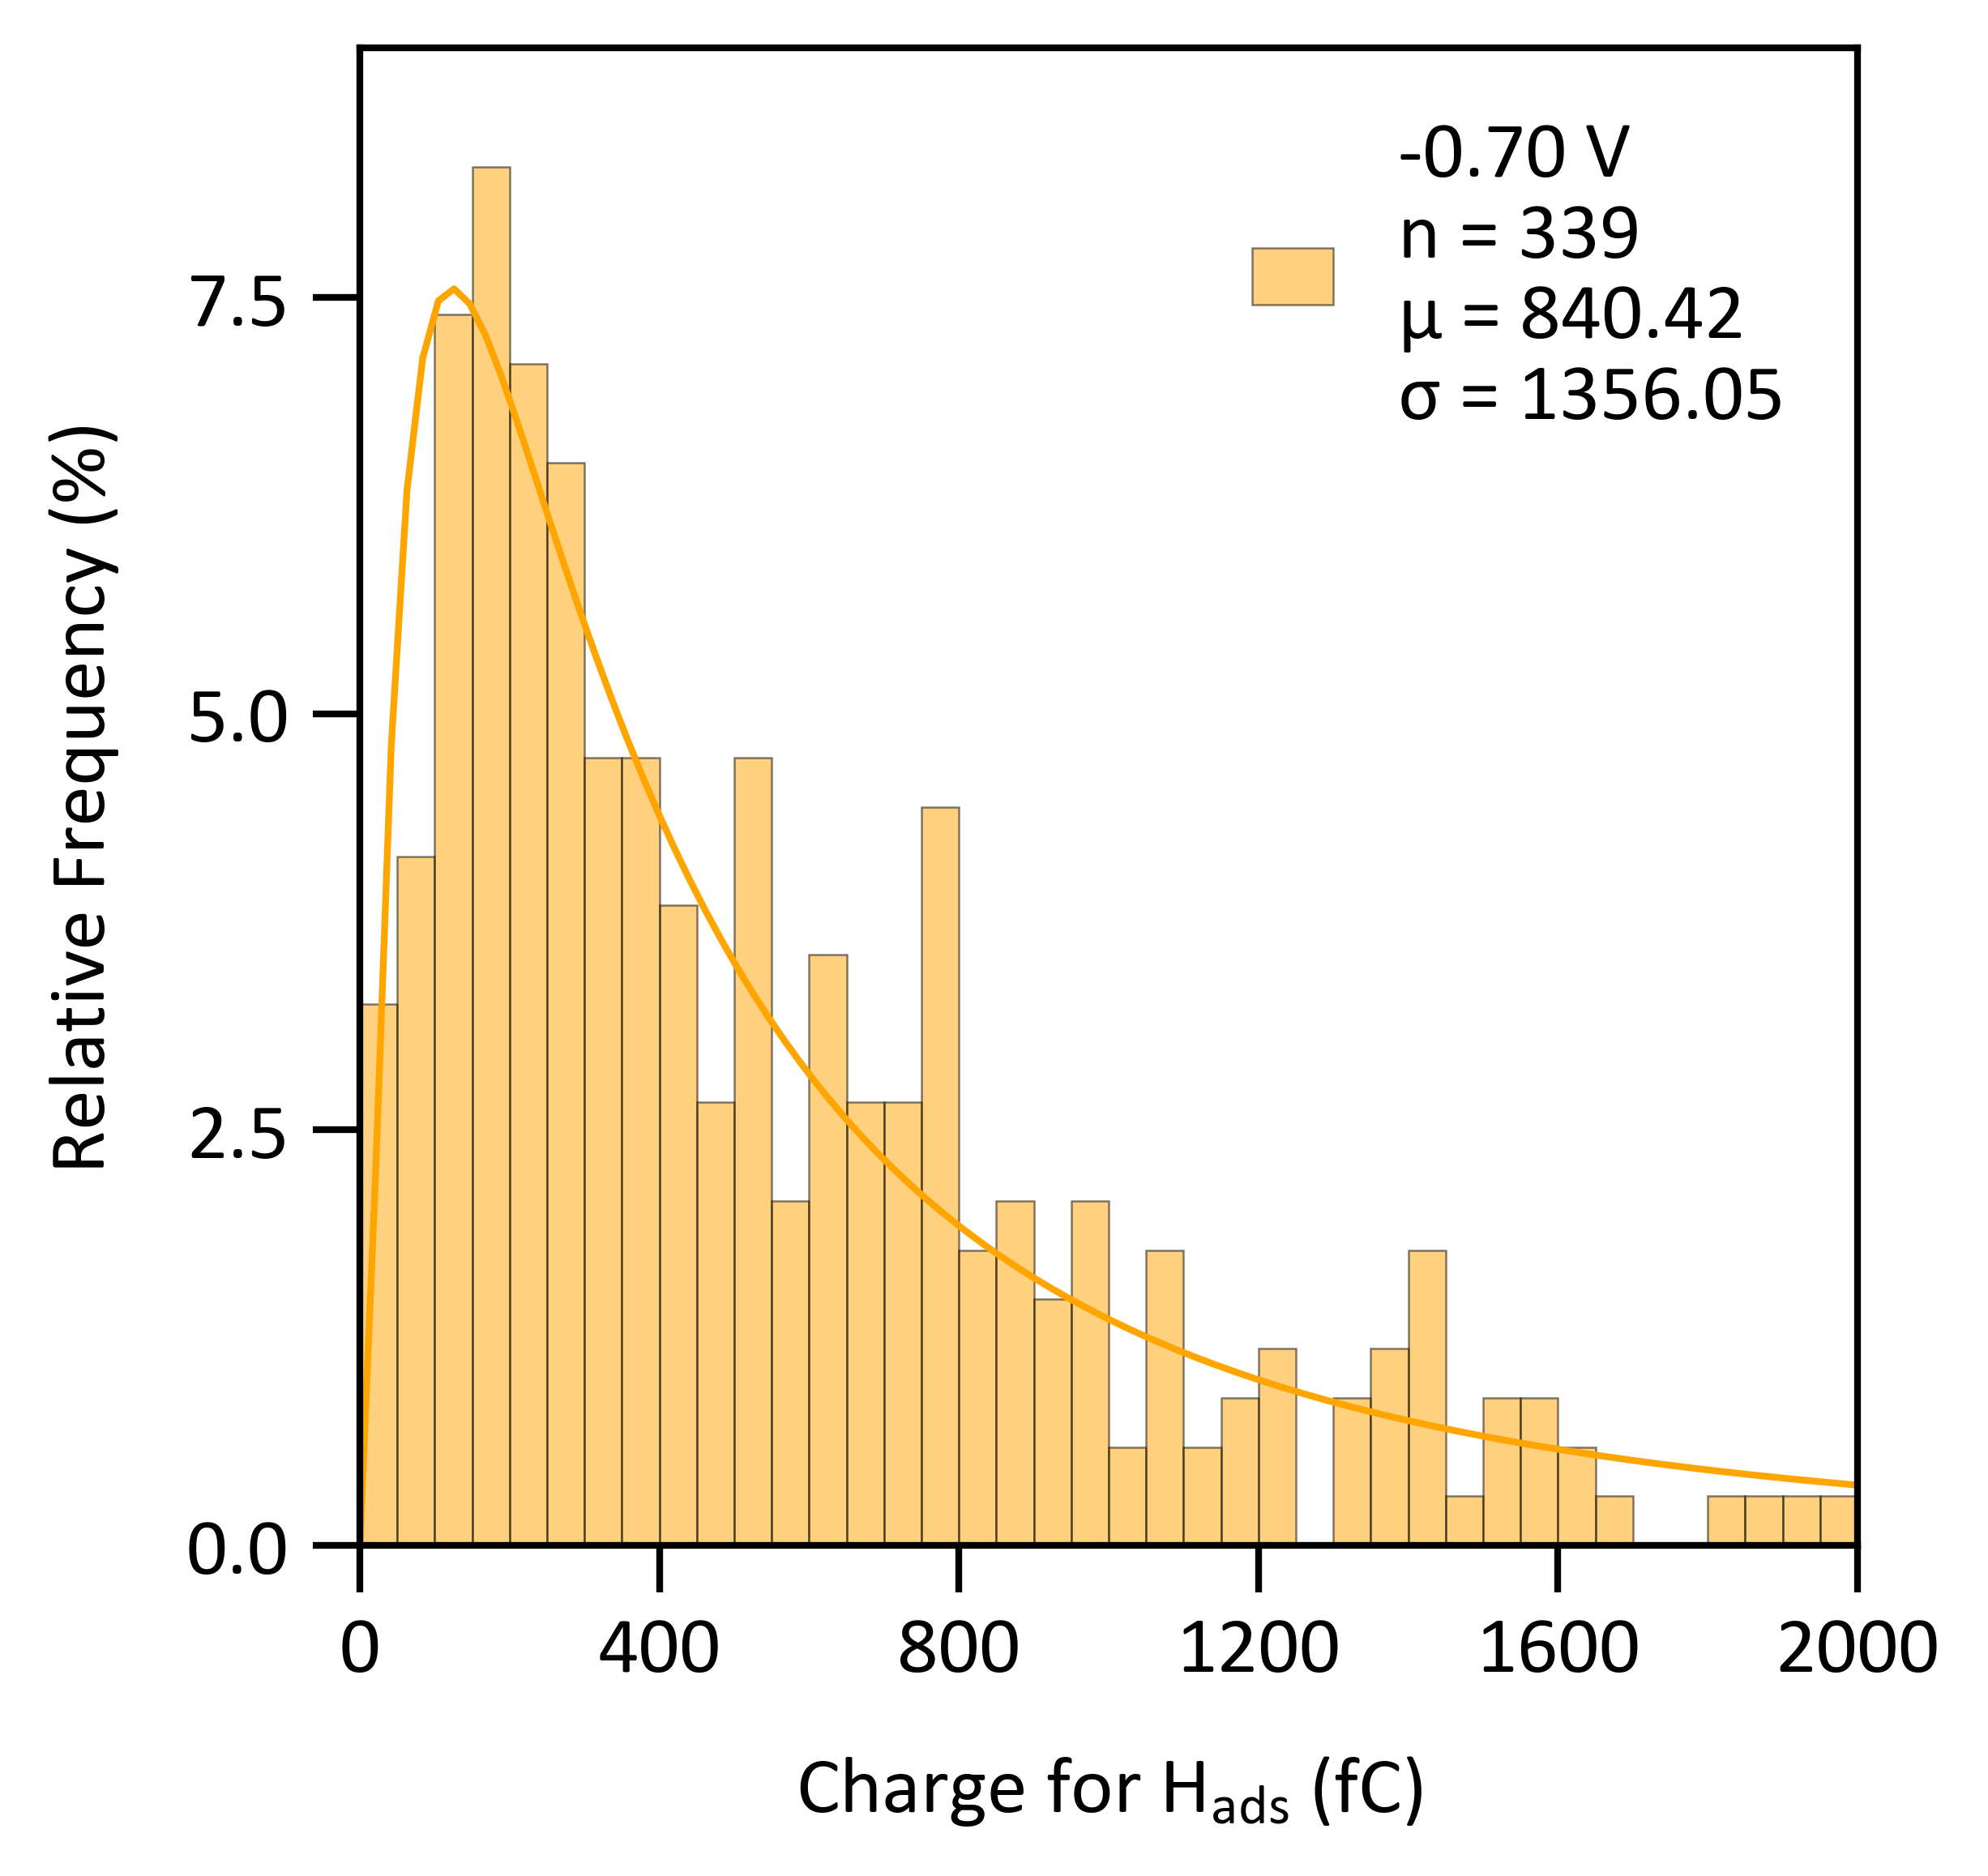 -0.70 V
n = 339
μ = 840.42
σ = 1356.05
Relative Frequency (%)
7.5
5.0
2.5
0.0
0 400 800 1200 1600 2000
Charge for Hads (fC)